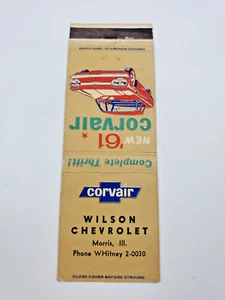 NEW '61
corvair
Complete Thrift!
corvair
WILSON
CHEVROLET
Morris, Ill.
Phone WHitney 2-0030
CLOSE COVER BEFORE STRIKING